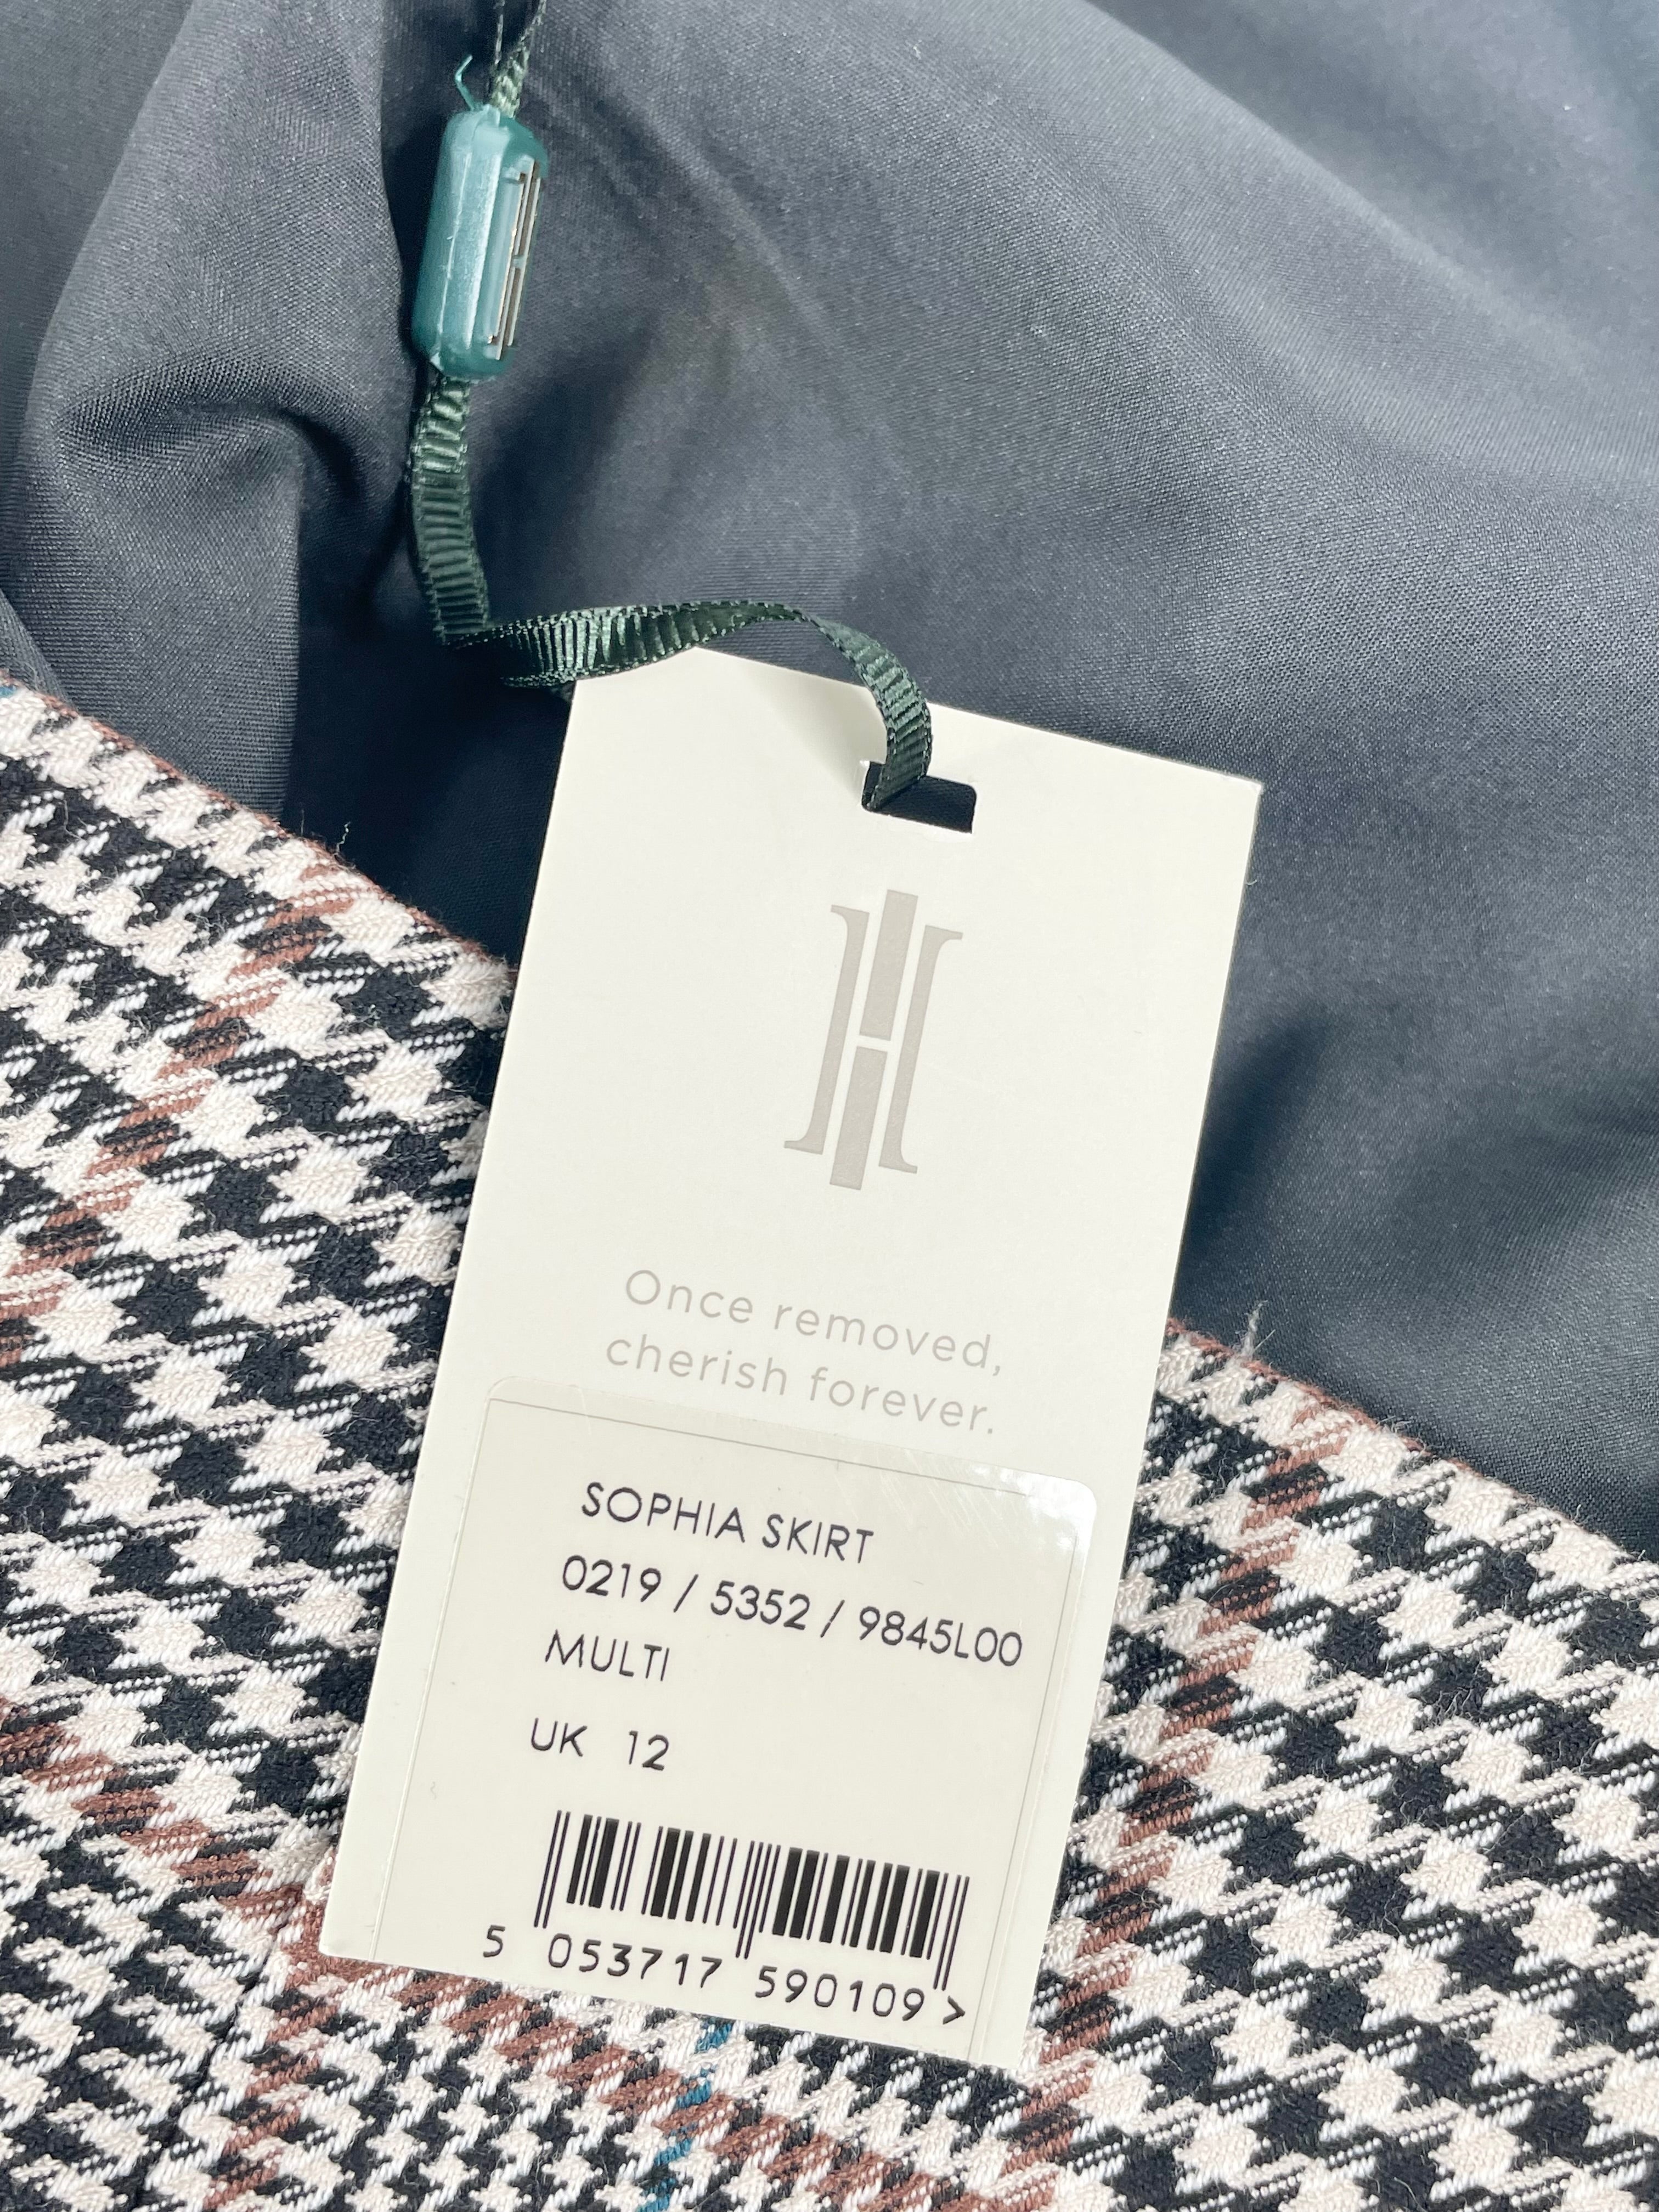 Once removed,
cherish forever.
SOPHIA SKIRT
0219 / 5352 / 9845L00
MULTI
UK 12
5 053717 590109 >